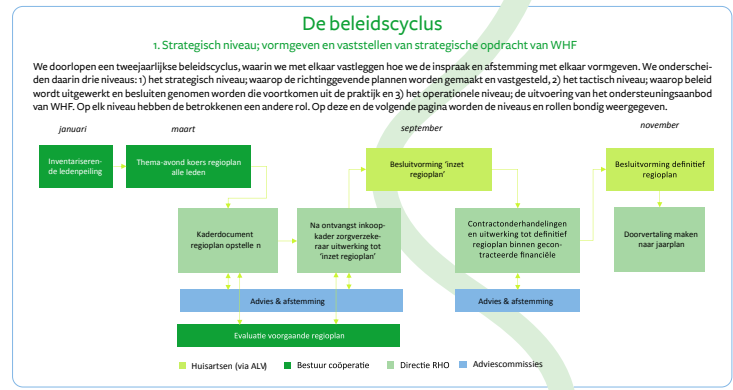 De beleidscyclus
1. Strategisch niveau; vormgeven en vaststellen van strategische opdracht van WHF
We doorlopen een tweejaarlijkse beleidscyclus, waarin we met elkaar vastleggen hoe we de inspraak en afstemming met elkaar vormgeven. We onderschei-
den daarin drie niveaus: 1) het strategisch niveau; waarop de richtinggevende plannen worden gemaakt en vastgesteld, 2) het tactisch niveau; waarop beleid
wordt uitgewerkt en besluiten genomen worden die voortkomen uit de praktijk en 3) het operationele niveau; de uitvoering van het ondersteuningsaanbod
van WHF. Op elk niveau hebben de betrokkenen een andere rol. Op deze en de volgende pagina worden de niveaus en rollen bondig weergegeven.
januari
maart
september
november
Inventariseren-
de ledenpeiling
Thema-avond koers regioplan
alle leden
Besluitvorming 'inzet
regioplan'
Besluitvorming definitief
regioplan
Kaderdocument
regioplan opstelle n
Na ontvangst inkoop-
kader zorgverzeke-
raar uitwerking tot
'inzet regioplan'
Contractonderhandelingen
en uitwerking tot definitief
regioplan binnen gecon-
tracteerde financiële
Doorvertaling maken
naar jaarplan
Advies & afstemming
Advies & afstemming
Evaluatie voorgaande regioplan
Huisartsen (via ALV)
Bestuur coöperatie
Directie RHO
Adviescommissies